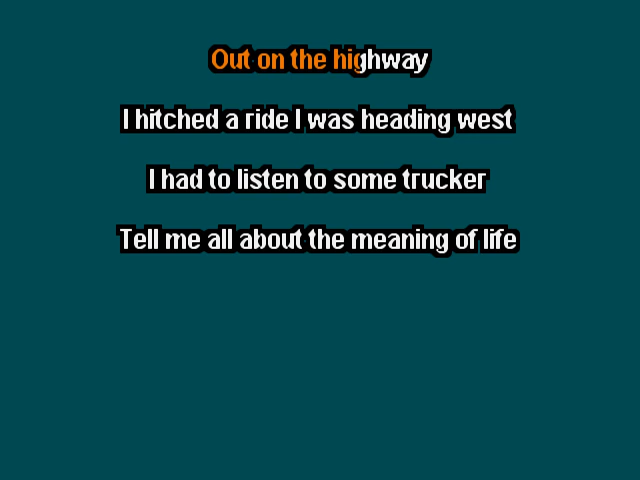 Out on the highway
I hitched a ride I was heading west
I had to listen to some trucker
Tell me all about the meaning of life